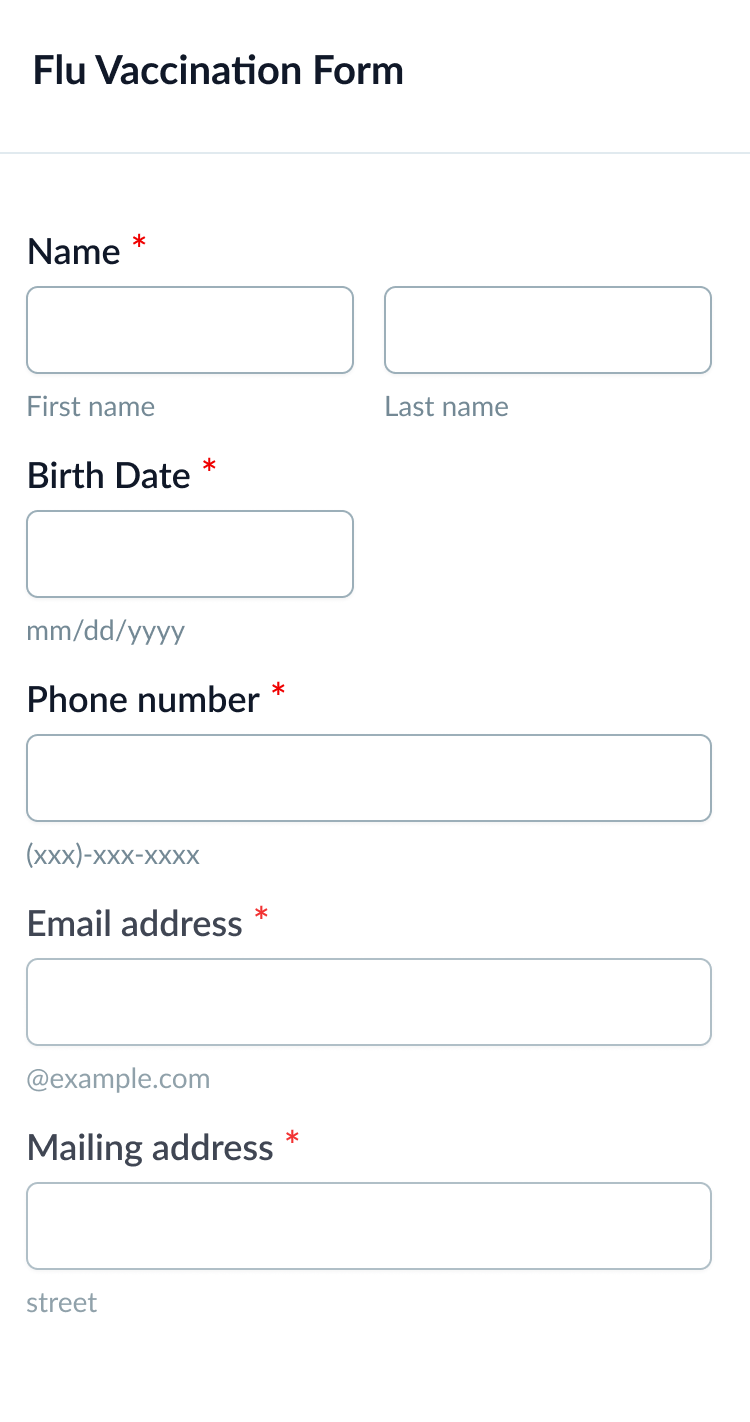 Flu Vaccination Form
Name *
First name Last name
Birth Date *
mm/dd/yyyy
Phone number *
(xxx)-xxx-xxxx
Email address *
@example.com
Mailing address *
street